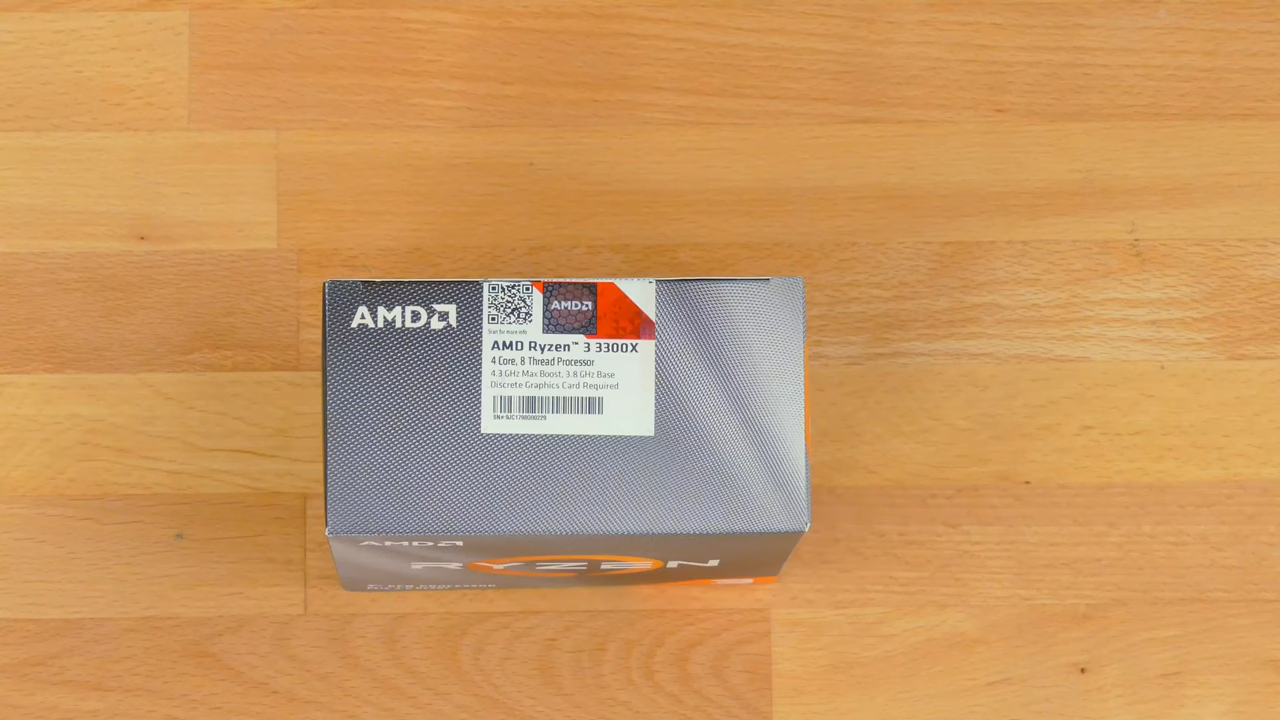 AMD
AMD
Scan for more info
AMD Ryzen™ 3 3300X
4 Core, 8 Thread Processor
4.3 GHz Max Boost, 3.8 GHz Base
Discrete Graphics Card Required
AMD
RYZEN
3